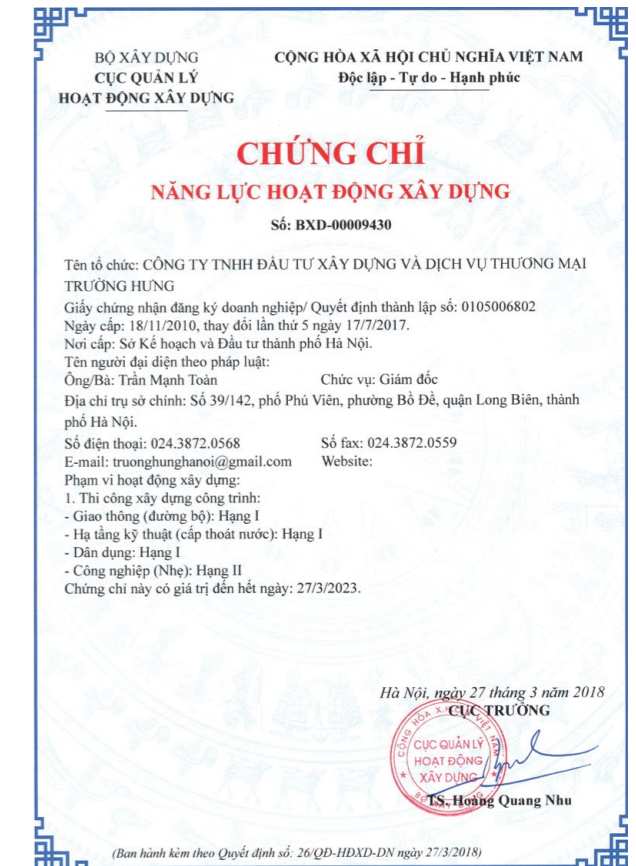 BỘ XÂY DỰNG
CỤC QUẢN LÝ
HOẠT ĐỘNG XÂY DỰNG
CỘNG HÒA XÃ HỘI CHỦ NGHĨA VIỆT NAM
Độc lập - Tự do - Hạnh phúc
CHỨNG CHỈ
NĂNG LỰC HOẠT ĐỘNG XÂY DỰNG
Số: BXD-00009430
Tên tổ chức: CÔNG TY TNHH ĐẦU TƯ XÂY DỰNG VÀ DỊCH VỤ THƯƠNG MẠI
TRƯỜNG HƯNG
Giấy chứng nhận đăng ký doanh nghiệp/ Quyết định thành lập số: 0105006802
Ngày cấp: 18/11/2010, thay đổi lần thứ 5 ngày 17/7/2017.
Nơi cấp: Sở Kế hoạch và Đầu tư thành phố Hà Nội.
Tên người đại diện theo pháp luật:
Ông/Bà: Trần Mạnh Toàn Chức vụ: Giám đốc
Địa chỉ trụ sở chính: Số 39/142, phố Phú Viên, phường Bồ Đề, quận Long Biên, thành
phố Hà Nội.
Số điện thoại: 024.3872.0568 Số fax: 024.3872.0559
E-mail: truonghunghanoi@gmail.com Website:
Phạm vi hoạt động xây dựng:
1. Thi công xây dựng công trình:
- Giao thông (đường bộ): Hạng I
- Hạ tầng kỹ thuật (cấp thoát nước): Hạng I
- Dân dụng: Hạng I
- Công nghiệp (Nhẹ): Hạng II
Chứng chỉ này có giá trị đến hết ngày: 27/3/2023.
Hà Nội, ngày 27 tháng 3 năm 2018
CỤC TRƯỞNG
CỘNG HÒA X.H.C.N VIỆT NAM
CỤC QUẢN LÝ
HOẠT ĐỘNG
XÂY DỰNG
BỘ XÂY DỰNG
TS. Hoàng Quang Nhu
(Ban hành kèm theo Quyết định số: 26/QĐ-HĐXD-DN ngày 27/3/2018)